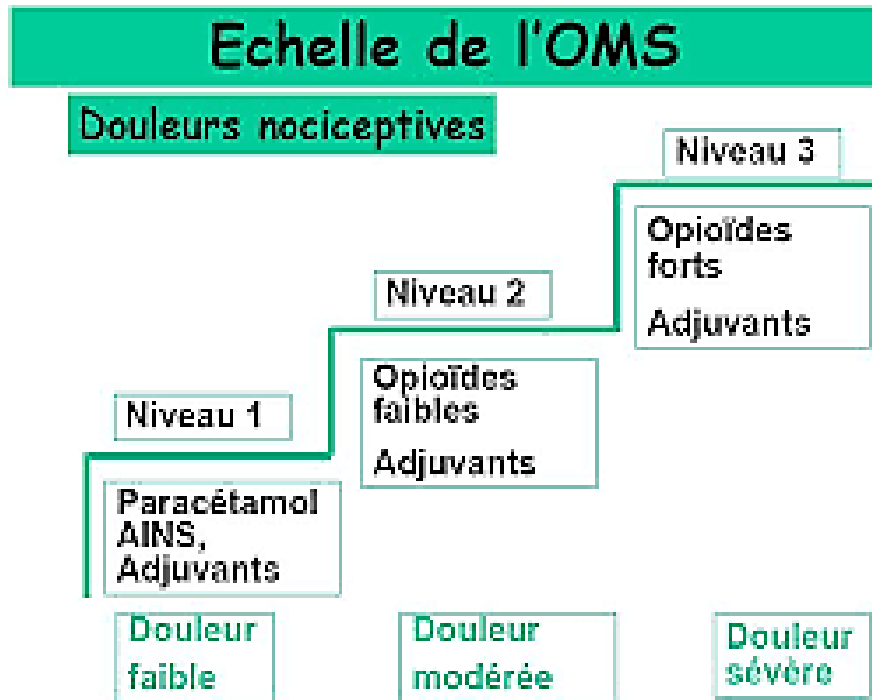 Echelle de l'OMS
Douleurs nociceptives
Niveau 3
Opioïdes
forts
Adjuvants
Niveau 2
Opioïdes
faibles
Adjuvants
Niveau 1
Paracétamol
AINS,
Adjuvants
Douleur
faible
Douleur
modérée
Douleur
sévère